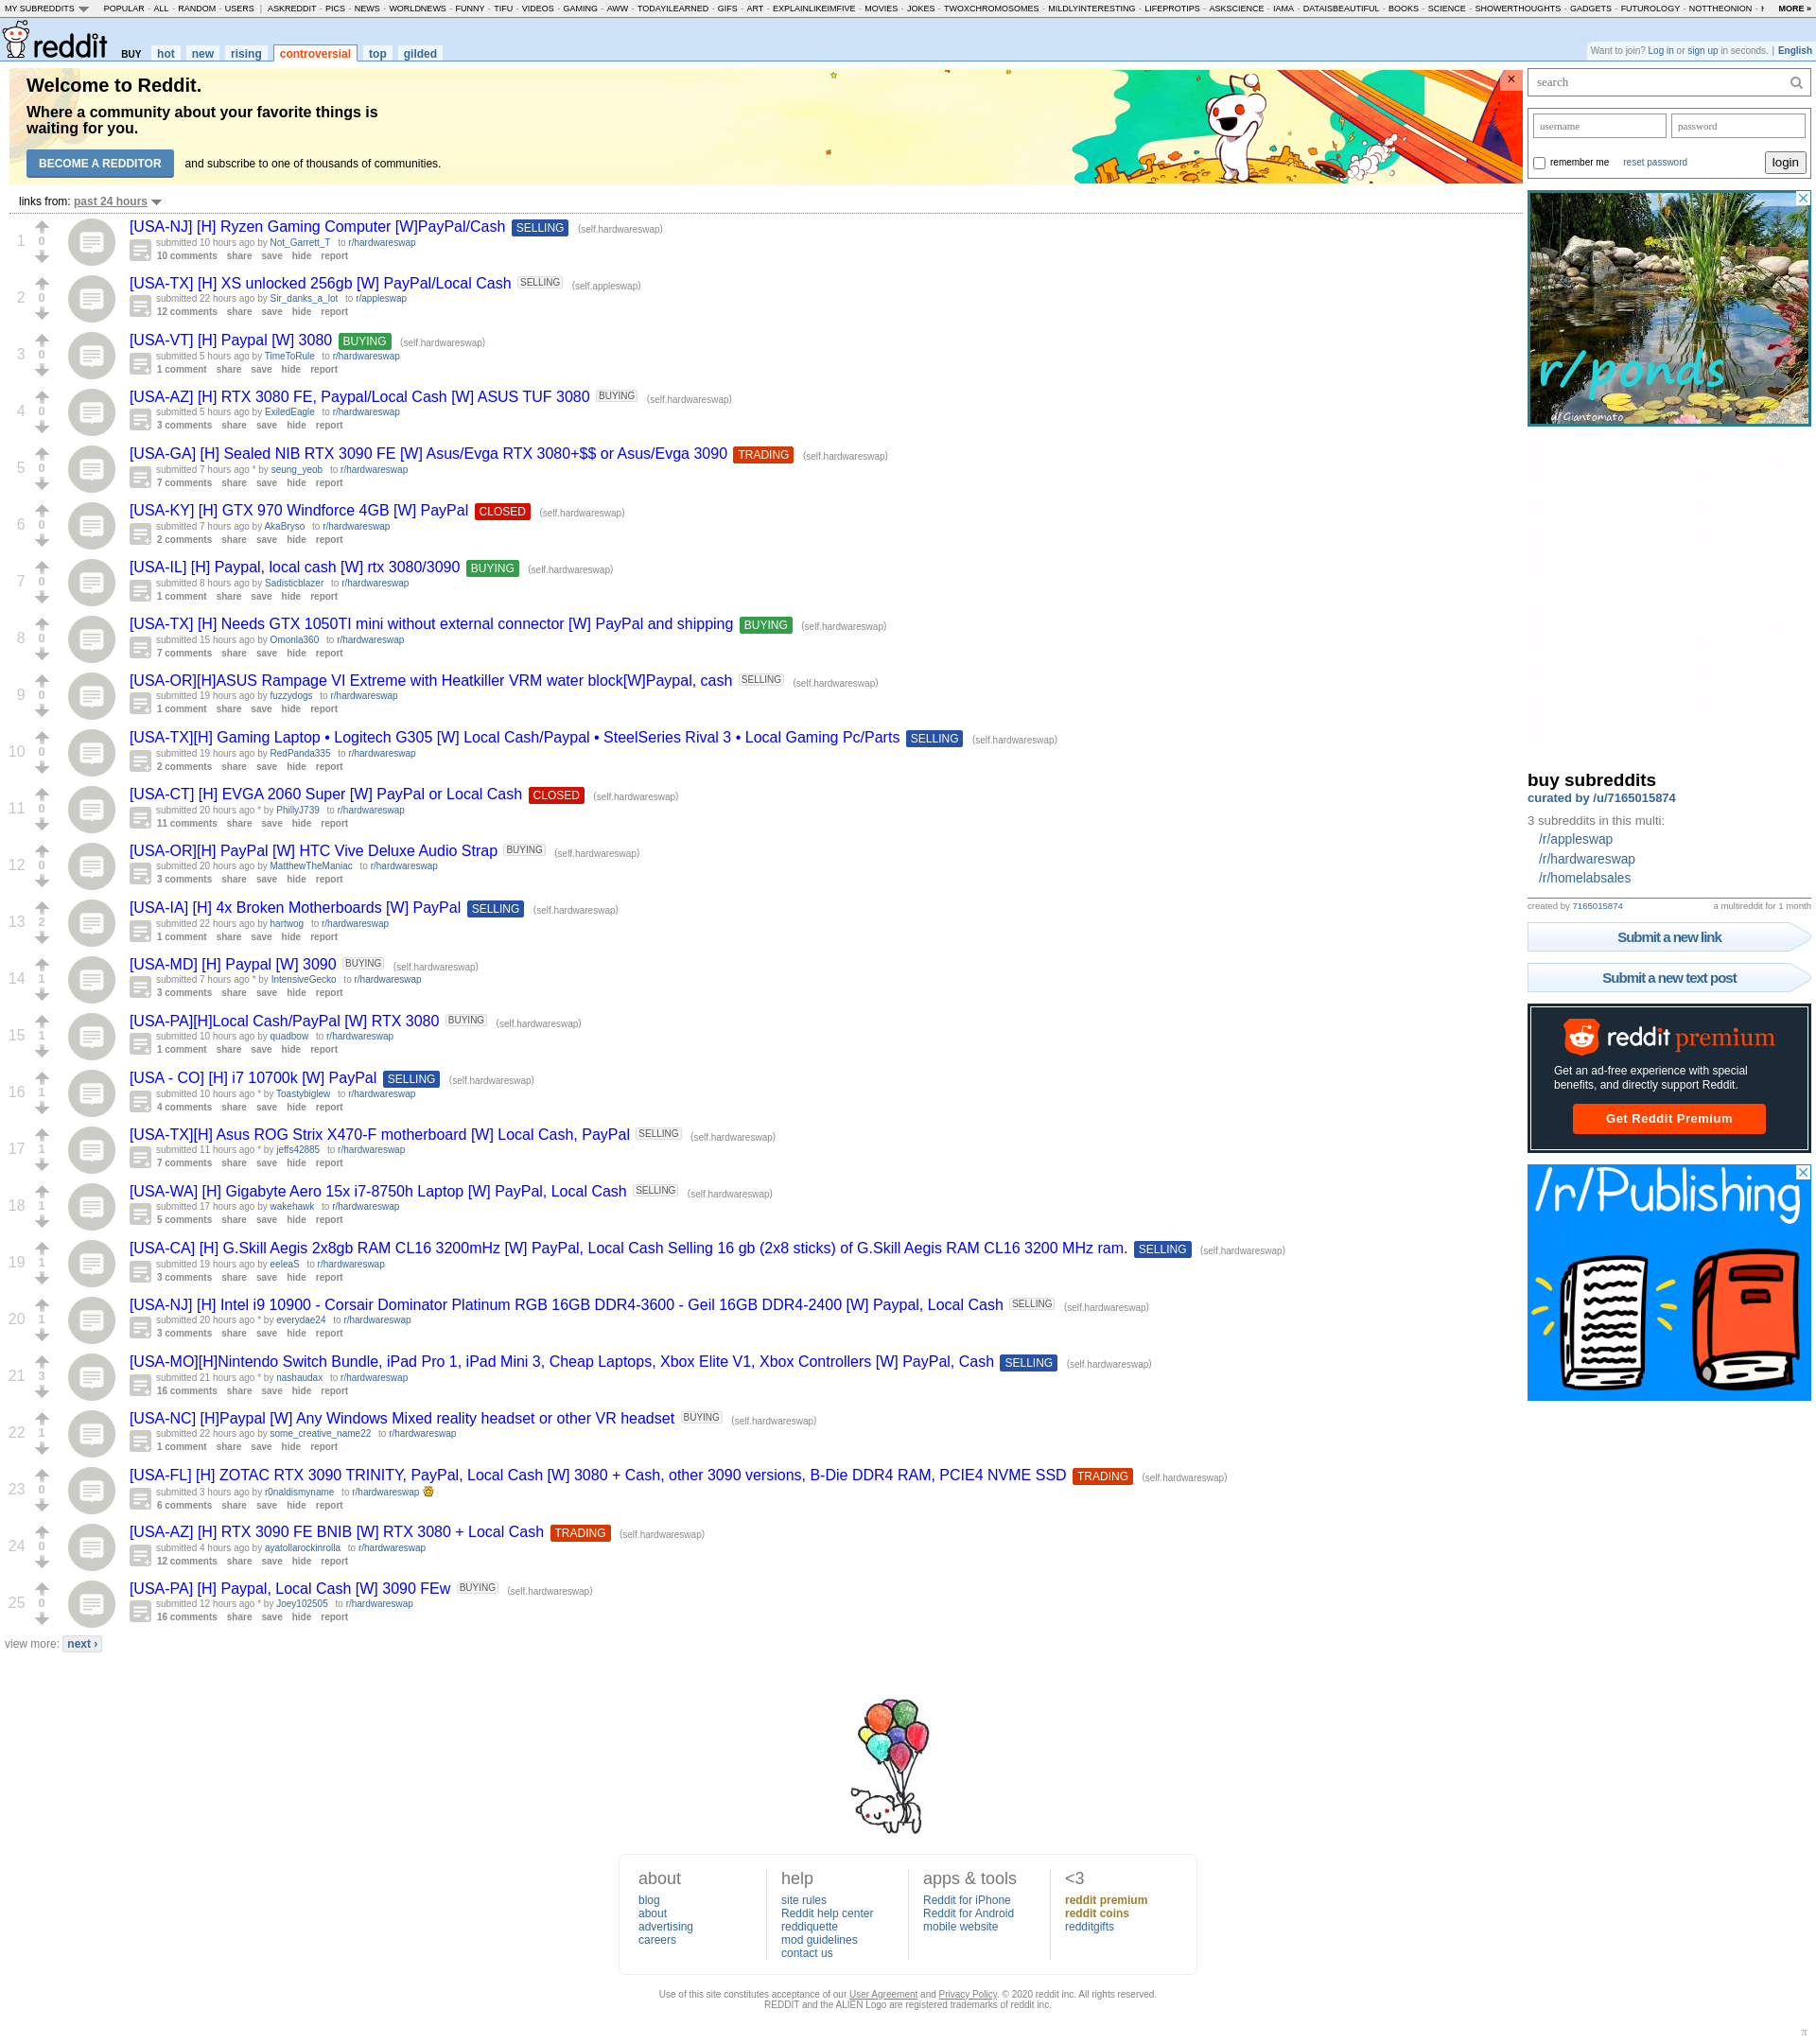 MY SUBREDDITS POPULAR - ALL - RANDOM - USERS | ASKREDDIT - PICS - NEWS - WORLDNEWS - FUNNY - TIFU - VIDEOS - GAMING - AWW - TODAYILEARNED - GIFS - ART - EXPLAINLIKEIMFIVE - MOVIES - JOKES - TWOXCHROMOSOMES - MILDLYINTERESTING - LIFEPROTIPS - ASKSCIENCE - IAMA - DATAISBEAUTIFUL - BOOKS - SCIENCE - SHOWERTHOUGHTS - GADGETS - FUTUROLOGY - NOTTHEONION - MORE »
reddit BUY hot new rising controversial top gilded
Want to join? Log in or sign up in seconds. | English
Welcome to Reddit.
Where a community about your favorite things is
waiting for you.
BECOME A REDDITOR and subscribe to one of thousands of communities.
×
links from: past 24 hours
1 0 [USA-NJ] [H] Ryzen Gaming Computer [W]PayPal/Cash SELLING (self.hardwareswap)
submitted 10 hours ago by Not_Garrett_T to r/hardwareswap
10 comments share save hide report
2 0 [USA-TX] [H] XS unlocked 256gb [W] PayPal/Local Cash SELLING (self.appleswap)
submitted 22 hours ago by Sir_danks_a_lot to r/appleswap
12 comments share save hide report
3 0 [USA-VT] [H] Paypal [W] 3080 BUYING (self.hardwareswap)
submitted 5 hours ago by TimeToRule to r/hardwareswap
1 comment share save hide report
4 0 [USA-AZ] [H] RTX 3080 FE, Paypal/Local Cash [W] ASUS TUF 3080 BUYING (self.hardwareswap)
submitted 5 hours ago by ExiledEagle to r/hardwareswap
3 comments share save hide report
5 0 [USA-GA] [H] Sealed NIB RTX 3090 FE [W] Asus/Evga RTX 3080+$$ or Asus/Evga 3090 TRADING (self.hardwareswap)
submitted 7 hours ago * by seung_yeob to r/hardwareswap
7 comments share save hide report
6 0 [USA-KY] [H] GTX 970 Windforce 4GB [W] PayPal CLOSED (self.hardwareswap)
submitted 7 hours ago by AkaBryso to r/hardwareswap
2 comments share save hide report
7 0 [USA-IL] [H] Paypal, local cash [W] rtx 3080/3090 BUYING (self.hardwareswap)
submitted 8 hours ago by Sadisticblazer to r/hardwareswap
1 comment share save hide report
8 0 [USA-TX] [H] Needs GTX 1050TI mini without external connector [W] PayPal and shipping BUYING (self.hardwareswap)
submitted 15 hours ago by Omonla360 to r/hardwareswap
7 comments share save hide report
9 0 [USA-OR][H]ASUS Rampage VI Extreme with Heatkiller VRM water block[W]Paypal, cash SELLING (self.hardwareswap)
submitted 19 hours ago by fuzzydogs to r/hardwareswap
1 comment share save hide report
10 0 [USA-TX][H] Gaming Laptop • Logitech G305 [W] Local Cash/Paypal • SteelSeries Rival 3 • Local Gaming Pc/Parts SELLING (self.hardwareswap)
submitted 19 hours ago by RedPanda335 to r/hardwareswap
2 comments share save hide report
11 0 [USA-CT] [H] EVGA 2060 Super [W] PayPal or Local Cash CLOSED (self.hardwareswap)
submitted 20 hours ago * by PhillyJ739 to r/hardwareswap
11 comments share save hide report
12 0 [USA-OR][H] PayPal [W] HTC Vive Deluxe Audio Strap BUYING (self.hardwareswap)
submitted 20 hours ago by MatthewTheManiac to r/hardwareswap
3 comments share save hide report
13 2 [USA-IA] [H] 4x Broken Motherboards [W] PayPal SELLING (self.hardwareswap)
submitted 22 hours ago by hartwog to r/hardwareswap
1 comment share save hide report
14 1 [USA-MD] [H] Paypal [W] 3090 BUYING (self.hardwareswap)
submitted 7 hours ago * by IntensiveGecko to r/hardwareswap
3 comments share save hide report
15 1 [USA-PA][H]Local Cash/PayPal [W] RTX 3080 BUYING (self.hardwareswap)
submitted 10 hours ago by quadbow to r/hardwareswap
1 comment share save hide report
16 1 [USA - CO] [H] i7 10700k [W] PayPal SELLING (self.hardwareswap)
submitted 10 hours ago * by Toastybiglew to r/hardwareswap
4 comments share save hide report
17 1 [USA-TX][H] Asus ROG Strix X470-F motherboard [W] Local Cash, PayPal SELLING (self.hardwareswap)
submitted 11 hours ago * by jeffs42885 to r/hardwareswap
7 comments share save hide report
18 1 [USA-WA] [H] Gigabyte Aero 15x i7-8750h Laptop [W] PayPal, Local Cash SELLING (self.hardwareswap)
submitted 17 hours ago by wakehawk to r/hardwareswap
5 comments share save hide report
19 1 [USA-CA] [H] G.Skill Aegis 2x8gb RAM CL16 3200mHz [W] PayPal, Local Cash Selling 16 gb (2x8 sticks) of G.Skill Aegis RAM CL16 3200 MHz ram. SELLING (self.hardwareswap)
submitted 19 hours ago by eeleaS to r/hardwareswap
3 comments share save hide report
20 1 [USA-NJ] [H] Intel i9 10900 - Corsair Dominator Platinum RGB 16GB DDR4-3600 - Geil 16GB DDR4-2400 [W] Paypal, Local Cash SELLING (self.hardwareswap)
submitted 20 hours ago * by everydae24 to r/hardwareswap
3 comments share save hide report
21 3 [USA-MO][H]Nintendo Switch Bundle, iPad Pro 1, iPad Mini 3, Cheap Laptops, Xbox Elite V1, Xbox Controllers [W] PayPal, Cash SELLING (self.hardwareswap)
submitted 21 hours ago * by nashaudax to r/hardwareswap
16 comments share save hide report
22 1 [USA-NC] [H]Paypal [W] Any Windows Mixed reality headset or other VR headset BUYING (self.hardwareswap)
submitted 22 hours ago by some_creative_name22 to r/hardwareswap
1 comment share save hide report
23 0 [USA-FL] [H] ZOTAC RTX 3090 TRINITY, PayPal, Local Cash [W] 3080 + Cash, other 3090 versions, B-Die DDR4 RAM, PCIE4 NVME SSD TRADING (self.hardwareswap)
submitted 3 hours ago by r0naldismyname to r/hardwareswap
6 comments share save hide report
24 0 [USA-AZ] [H] RTX 3090 FE BNIB [W] RTX 3080 + Local Cash TRADING (self.hardwareswap)
submitted 4 hours ago by ayatollarockinrolla to r/hardwareswap
12 comments share save hide report
25 0 [USA-PA] [H] Paypal, Local Cash [W] 3090 FEw BUYING (self.hardwareswap)
submitted 12 hours ago * by Joey102505 to r/hardwareswap
16 comments share save hide report
view more: next ›
search
username password
remember me reset password login
r/ponds
u/Giantomato
buy subreddits
curated by /u/7165015874
3 subreddits in this multi:
/r/appleswap
/r/hardwareswap
/r/homelabsales
created by 7165015874 a multireddit for 1 month
Submit a new link
Submit a new text post
reddit premium
Get an ad-free experience with special
benefits, and directly support Reddit.
Get Reddit Premium
/r/Publishing
about
blog
about
advertising
careers
help
site rules
Reddit help center
reddiquette
mod guidelines
contact us
apps & tools
Reddit for iPhone
Reddit for Android
mobile website
<3
reddit premium
reddit coins
redditgifts
Use of this site constitutes acceptance of our User Agreement and Privacy Policy. © 2020 reddit inc. All rights reserved.
REDDIT and the ALIEN Logo are registered trademarks of reddit inc.
π